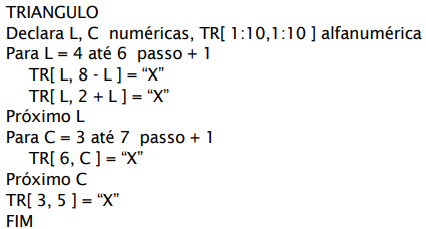 TRIANGULO
Declara L, C numéricas, TR[ 1:10,1:10 ] alfanumérica
Para L = 4 até 6 passo + 1
TR[ L, 8 - L ] = “X”
TR[ L, 2 + L ] = “X”
Próximo L
Para C = 3 até 7 passo + 1
TR[ 6, C ] = “X”
Próximo C
TR[ 3, 5 ] = “X”
FIM